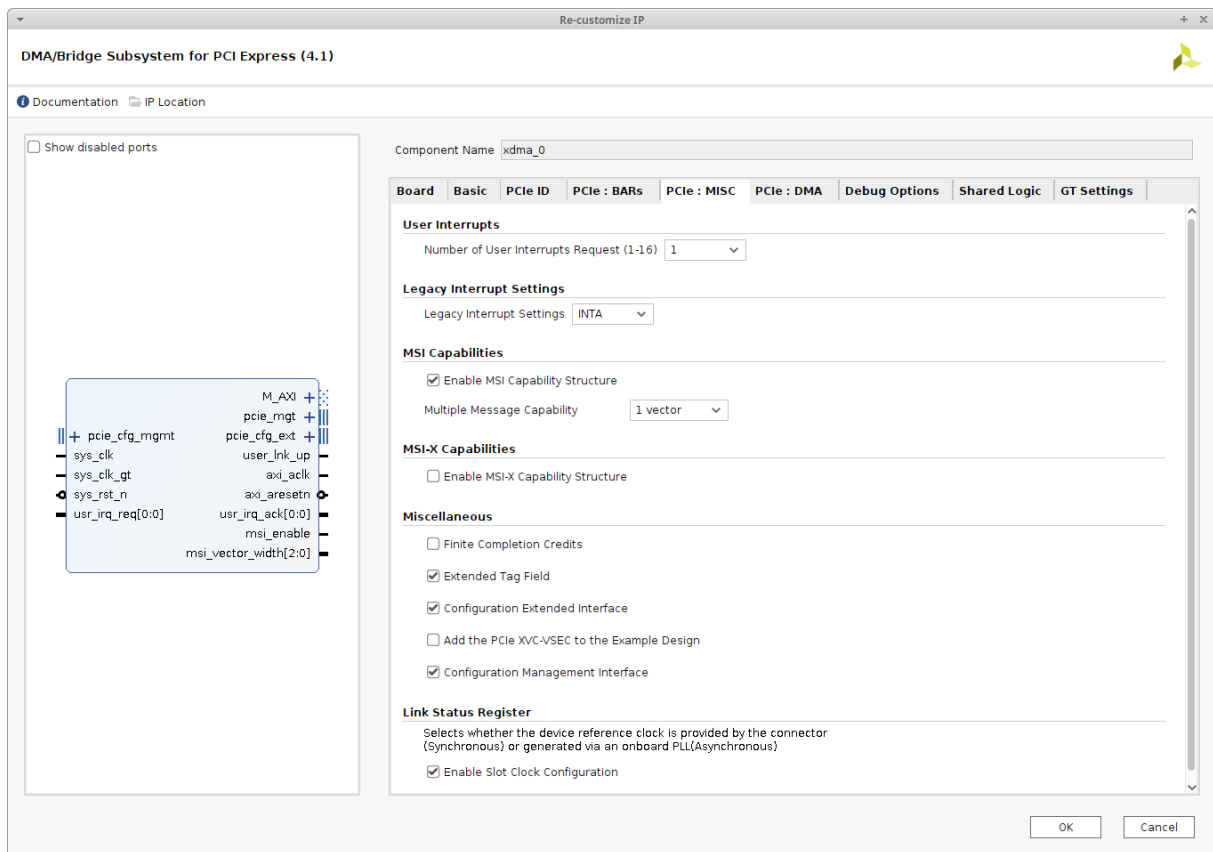 Re-customize IP
DMA/Bridge Subsystem for PCI Express (4.1)
Documentation IP Location
Show disabled ports
M_AXI
pcie_mgt
pcie_cfg_mgmt pcie_cfg_ext
sys_clk user_lnk_up
sys_clk_gt axi_aclk
sys_rst_n axi_aresetn
usr_irq_req[0:0] usr_irq_ack[0:0]
msi_enable
msi_vector_width[2:0]
Component Name xdma_0
Board Basic PCIe ID PCIe : BARs PCIe : MISC PCIe : DMA Debug Options Shared Logic GT Settings
User Interrupts
Number of User Interrupts Request (1-16) 1
Legacy Interrupt Settings
Legacy Interrupt Settings INTA
MSI Capabilities
Enable MSI Capability Structure
Multiple Message Capability 1 vector
MSI-X Capabilities
Enable MSI-X Capability Structure
Miscellaneous
Finite Completion Credits
Extended Tag Field
Configuration Extended Interface
Add the PCIe XVC-VSEC to the Example Design
Configuration Management Interface
Link Status Register
Selects whether the device reference clock is provided by the connector
(Synchronous) or generated via an onboard PLL(Asynchronous)
Enable Slot Clock Configuration
OK Cancel